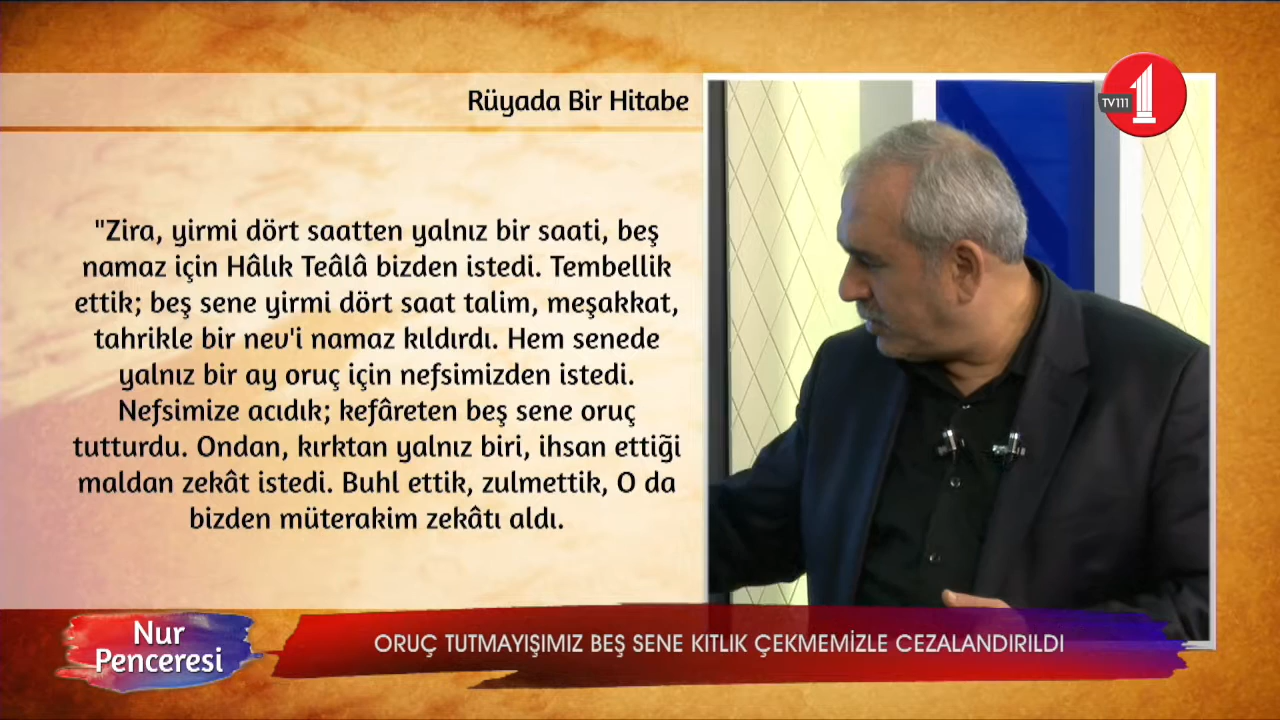 Rüyada Bir Hitabe
TV111
1
"Zira, yirmi dört saatten yalnız bir saati, beş
namaz için Hâlık Teâlâ bizden istedi. Tembellik
ettik; beş sene yirmi dört saat talim, meşakkat,
tahrikle bir nev'i namaz kıldırdı. Hem senede
yalnız bir ay oruç için nefsimizden istedi.
Nefsimize acıdık; kefâreten beş sene oruç
tutturdu. Ondan, kırktan yalnız biri, ihsan ettiği
maldan zekât istedi. Buhl ettik, zulmettik, O da
bizden müterakim zekâtı aldı.
Nur
Penceresi
ORUÇ TUTMAYIŞIMIZ BEŞ SENE KITLIK ÇEKMEMİZLE CEZALANDIRILDI